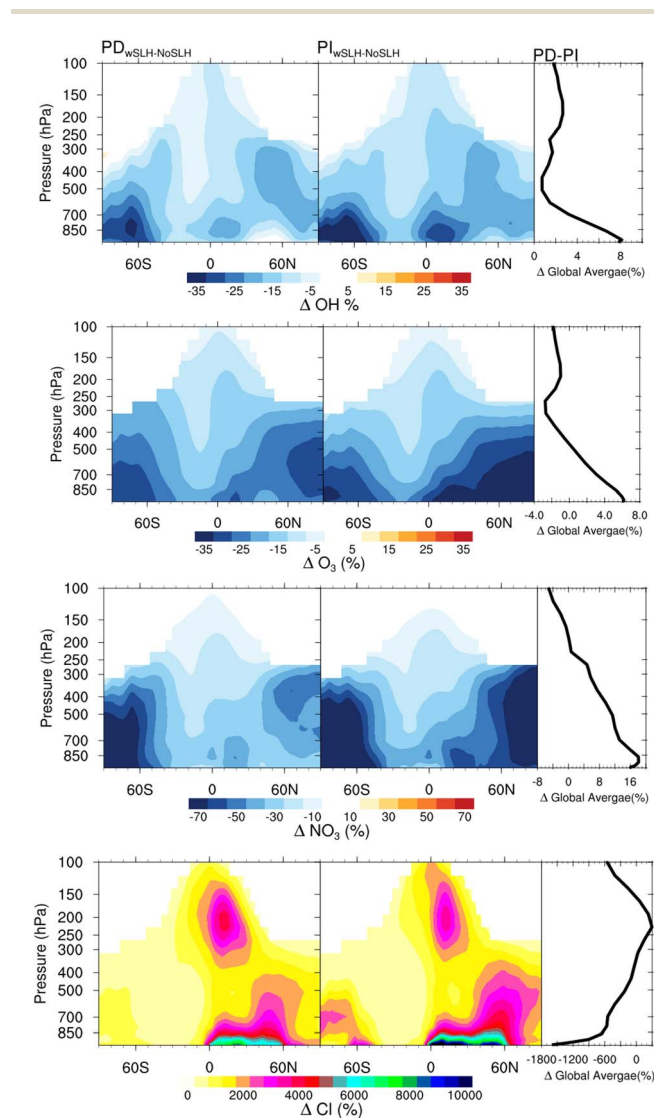 PDwSLH-NoSLH PIwSLH-NoSLH PD-PI
Pressure (hPa)
100
150
200
250
300
400
500
700
850
60S 0 60N 60S 0 60N 0 4 8
-35 -25 -15 -5 5 15 25 35 Δ Global Avergae(%)
Δ OH %
Pressure (hPa)
100
150
200
250
300
400
500
700
850
60S 0 60N 60S 0 60N -4.0 0.0 4.0 8.0
-35 -25 -15 -5 5 15 25 35 Δ Global Avergae(%)
Δ O3 (%)
Pressure (hPa)
100
150
200
250
300
400
500
700
850
60S 0 60N 60S 0 60N -8 0 8 16
-70 -50 -30 -10 10 30 50 70 Δ Global Avergae(%)
Δ NO3 (%)
Pressure (hPa)
100
150
200
250
300
400
500
700
850
60S 0 60N 60S 0 60N -1800 -1200 -600 0
0 2000 4000 6000 8000 10000 Δ Global Avergae(%)
Δ Cl (%)